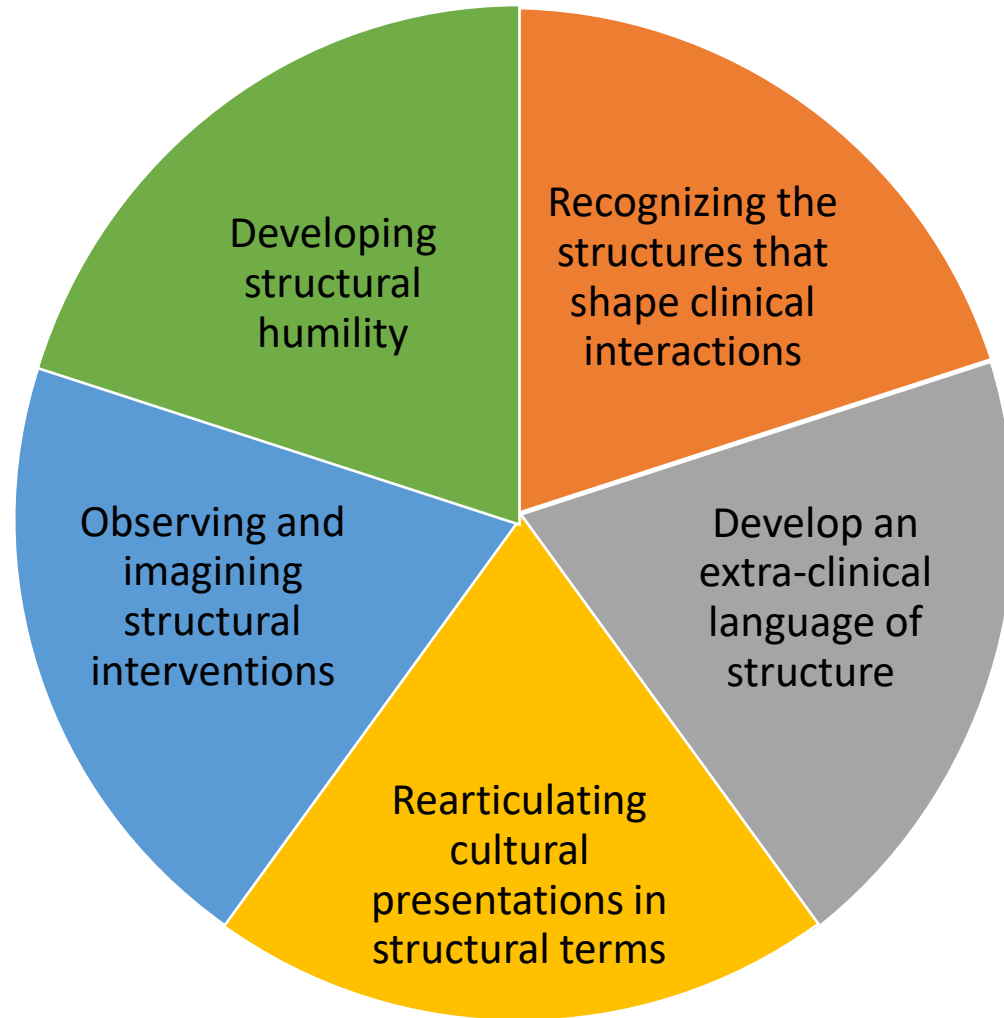 Recognizing the
structures that
shape clinical
interactions
Develop an
extra-clinical
language of
structure
Rearticulating
cultural
presentations in
structural terms
Observing and
imagining
structural
interventions
Developing
structural
humility